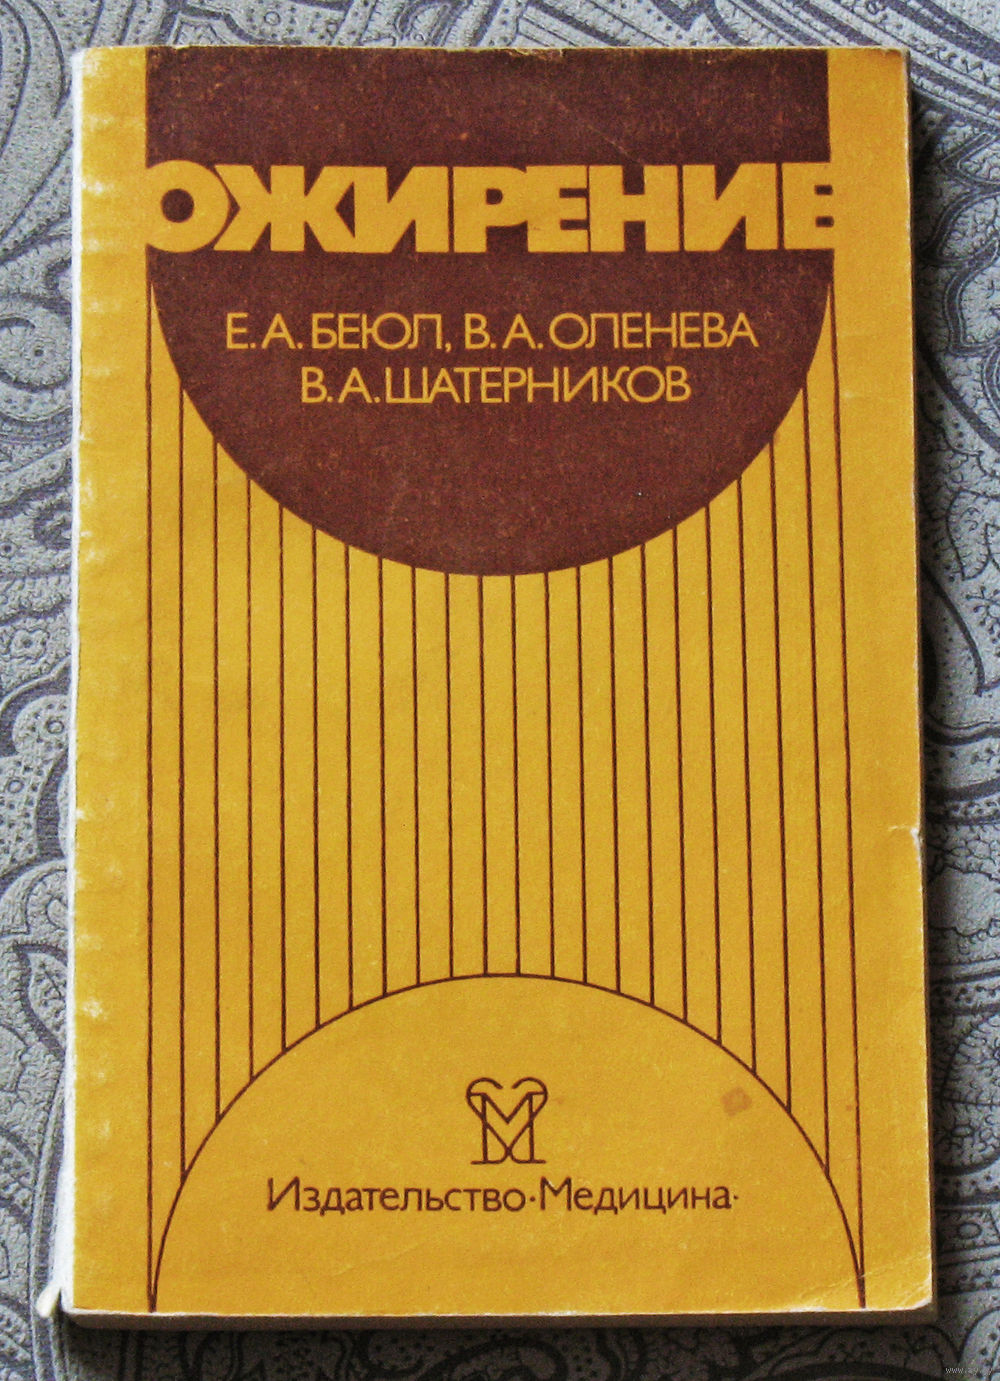 ОЖИРЕНИЕ
Е.А.БЕЮЛ, В.А.ОЛЕНЕВА
В.А.ШАТЕРНИКОВ
Издательство·Медицина·